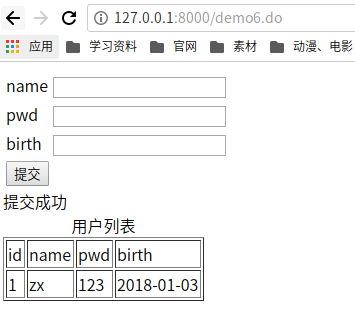 127.0.0.1:8000/demo6.do
应用 学习资料 官网 素材 动漫、电影
name
pwd
birth
提交
提交成功
用户列表
id name pwd birth
1 zx 123 2018-01-03